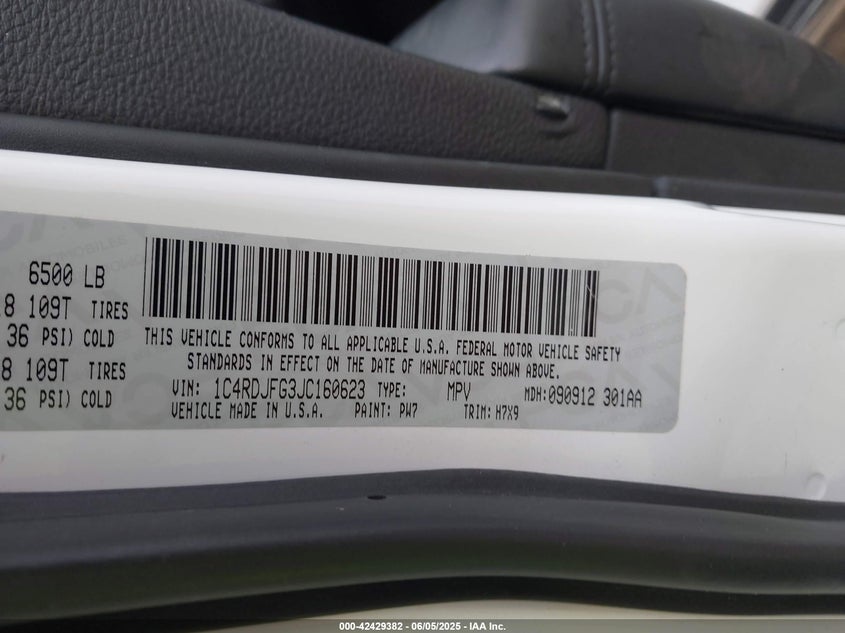 6500 LB
8 109T TIRES
36 PSI) COLD
8 109T TIRES
36 PSI) COLD
THIS VEHICLE CONFORMS TO ALL APPLICABLE U.S.A. FEDERAL MOTOR VEHICLE SAFETY
STANDARDS IN EFFECT ON THE DATE OF MANUFACTURE SHOWN ABOVE.
VIN: 1C4RDJFG3JC160623 TYPE: MPV MDH:090912 301AA
VEHICLE MADE IN U.S.A. PAINT: PW7 TRIM: H7X9
000-42429382 - 06/05/2025 - IAA Inc.